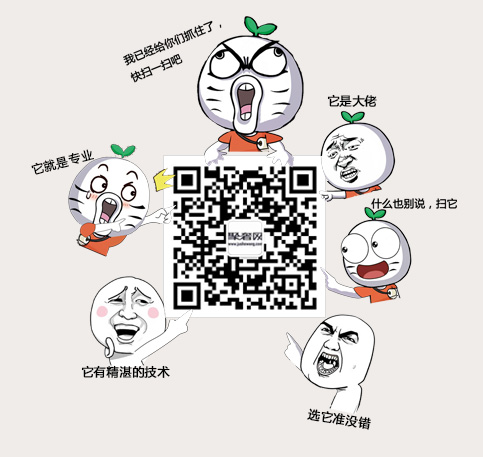 我已经给你们抓住了，
快扫一扫吧
它是大佬
它就是专业
什么也别说，扫它
聚奢网
它有精湛的技术
选它准没错